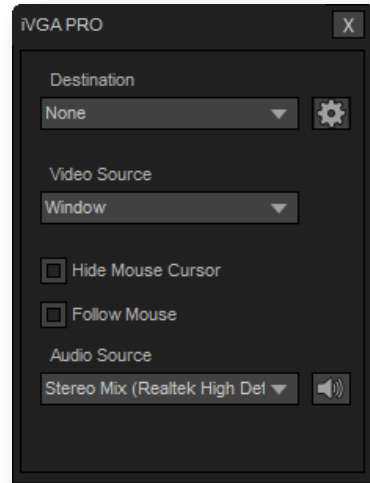 iVGA PRO
X
Destination
None
Video Source
Window
Hide Mouse Cursor
Follow Mouse
Audio Source
Stereo Mix (Realtek High Def